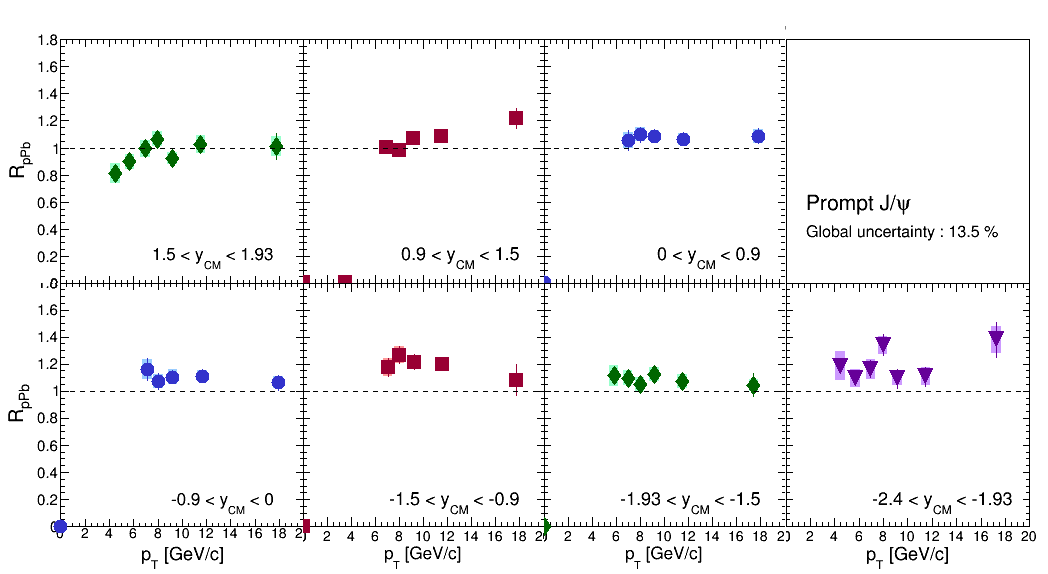 1.8
1.6
1.4
1.2
1
0.8
0.6
0.4
0.2
0
R_pPb
1.5 < y_CM < 1.93
0.9 < y_CM < 1.5
0 < y_CM < 0.9
Prompt J/ψ
Global uncertainty : 13.5 %
1.6
1.4
1.2
1
0.8
0.6
0.4
0.2
0
R_pPb
-0.9 < y_CM < 0
-1.5 < y_CM < -0.9
-1.93 < y_CM < -1.5
-2.4 < y_CM < -1.93
0 2 4 6 8 10 12 14 16 18 2
2 4 6 8 10 12 14 16 18 2
2 4 6 8 10 12 14 16 18 2
2 4 6 8 10 12 14 16 18 20
p_T [GeV/c]
p_T [GeV/c]
p_T [GeV/c]
p_T [GeV/c]